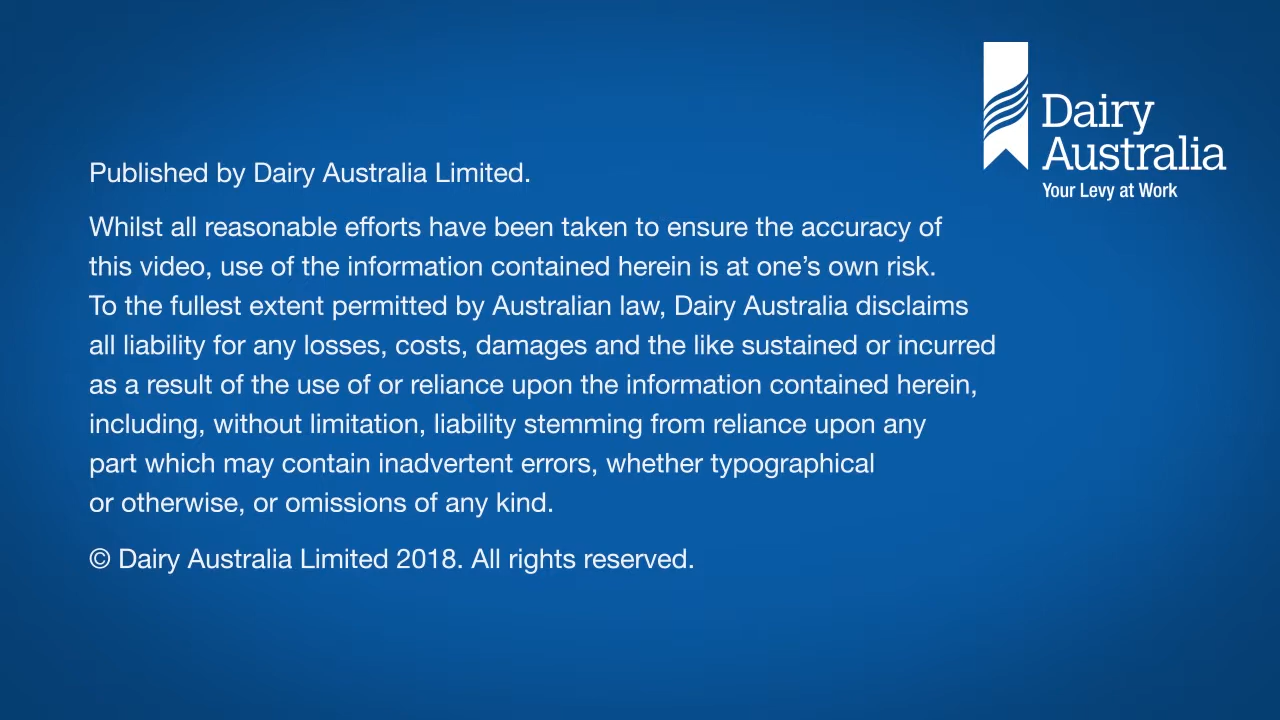 Dairy
Australia
Your Levy at Work
Published by Dairy Australia Limited.
Whilst all reasonable efforts have been taken to ensure the accuracy of
this video, use of the information contained herein is at one’s own risk.
To the fullest extent permitted by Australian law, Dairy Australia disclaims
all liability for any losses, costs, damages and the like sustained or incurred
as a result of the use of or reliance upon the information contained herein,
including, without limitation, liability stemming from reliance upon any
part which may contain inadvertent errors, whether typographical
or otherwise, or omissions of any kind.
© Dairy Australia Limited 2018. All rights reserved.